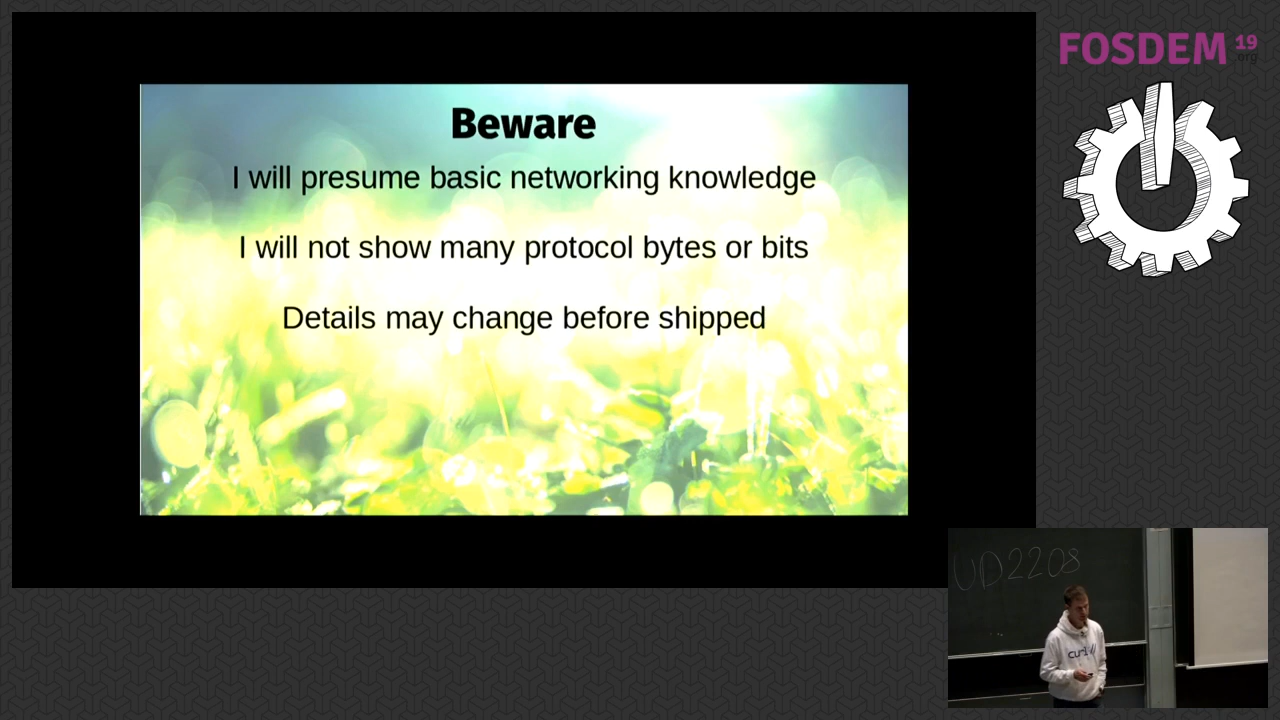 Beware
I will presume basic networking knowledge
I will not show many protocol bytes or bits
Details may change before shipped
FOSDEM 19
.org
UD2208
curl://